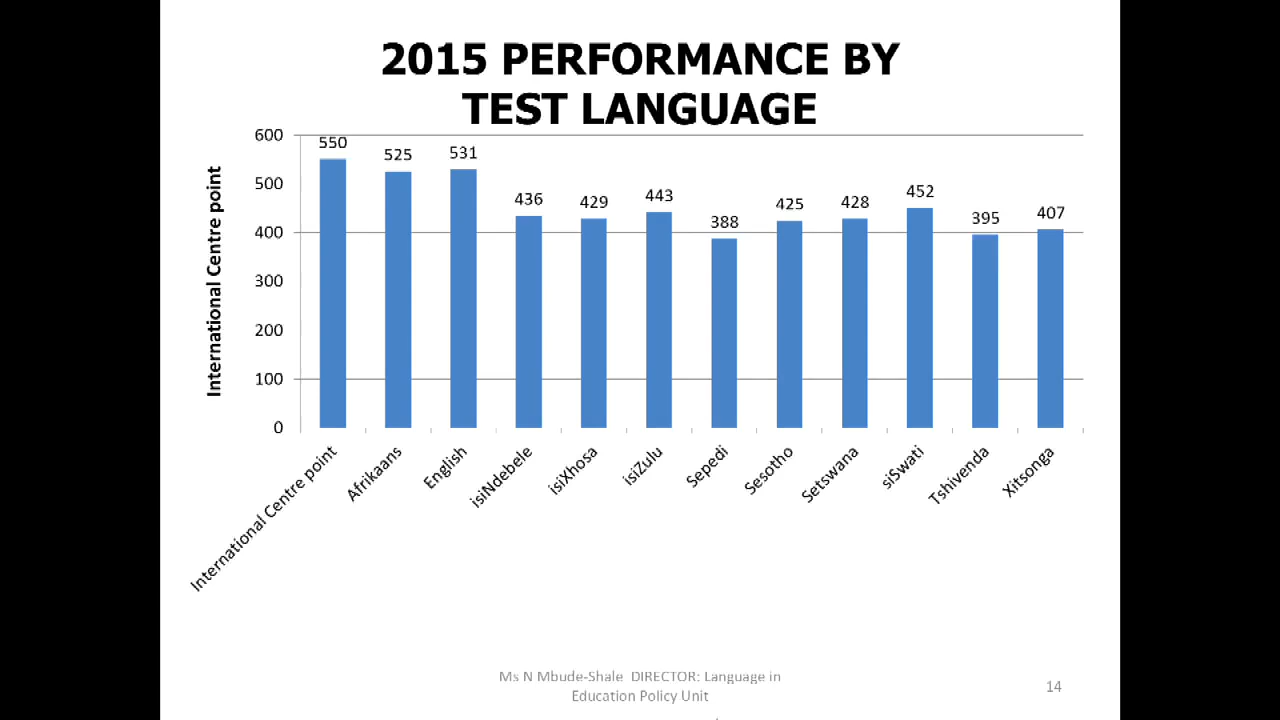 2015 PERFORMANCE BY
TEST LANGUAGE
International Centre point
600
500
400
300
200
100
0
550
525
531
436
429
443
388
425
428
452
395
407
International Centre point
Afrikaans
English
isiNdebele
isiXhosa
isiZulu
Sepedi
Sesotho
Setswana
siSwati
Tshivenda
Xitsonga
Ms N Mbude-Shale DIRECTOR: Language in
Education Policy Unit
14